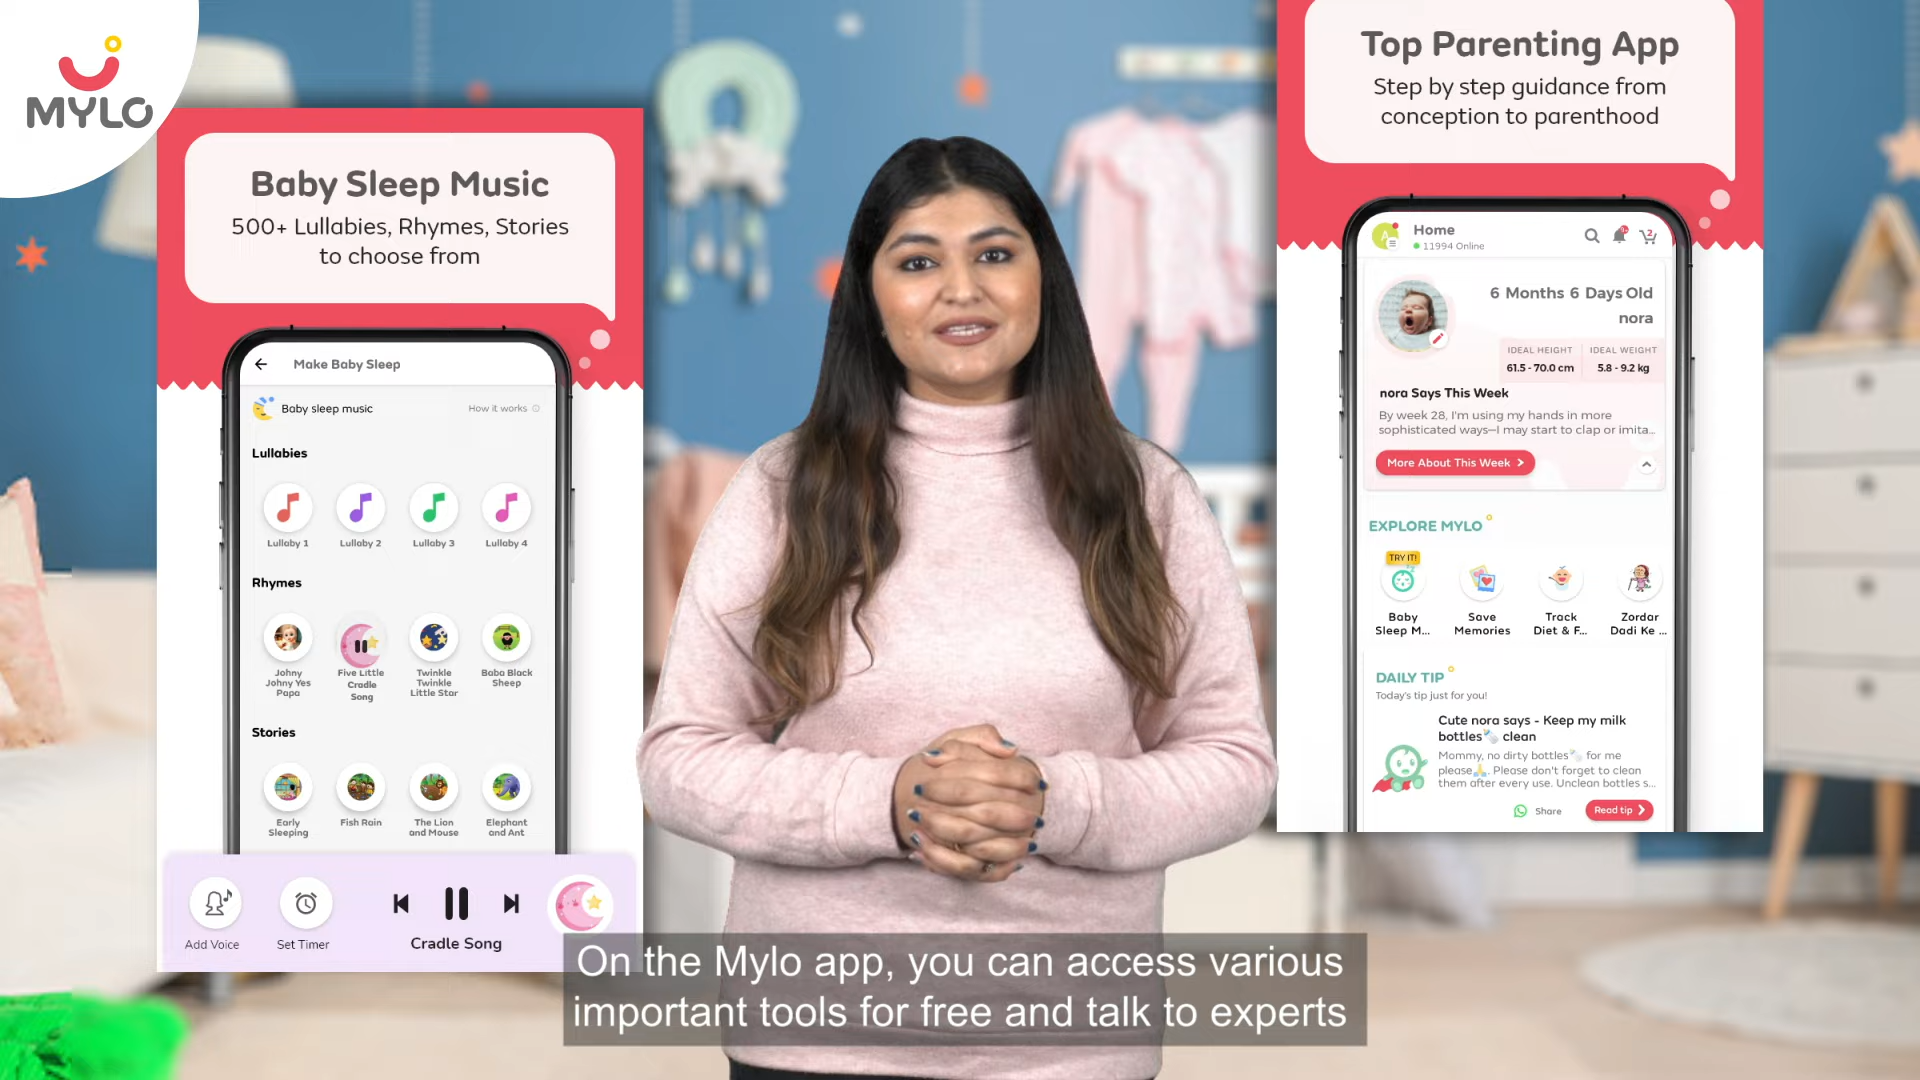 MYLO
Baby Sleep Music
500+ Lullabies, Rhymes, Stories
to choose from
Make Baby Sleep
Baby sleep music
How it works
Lullabies
Lullaby 1
Lullaby 2
Lullaby 3
Lullaby 4
Rhymes
Johny
Johny Yes
Papa
Five Little
Cradle
Song
Twinkle
Twinkle
Little Star
Baba Black
Sheep
Stories
Early
Sleeping
Fish Rain
The Lion
and Mouse
Elephant
and Ant
Add Voice
Set Timer
Cradle Song
Top Parenting App
Step by step guidance from
conception to parenthood
A
Home
11994 Online
9+
2
6 Months 6 Days Old
nora
IDEAL HEIGHT
61.5 - 70.0 cm
IDEAL WEIGHT
5.8 - 9.2 kg
nora Says This Week
By week 28, I'm using my hands in more
sophisticated ways—I may start to clap or imita...
More About This Week
EXPLORE MYLO
TRY IT!
Baby
Sleep M...
Save
Memories
Track
Diet & F...
Zordar
Dadi Ke ...
DAILY TIP
Today's tip just for you!
Cute nora says - Keep my milk
bottles🍼 clean
Mommy, no dirty bottles🍼 for me
please🙏. Please don't forget to clean
them after every use. Unclean bottles s...
Share
Read tip
On the Mylo app, you can access various
important tools for free and talk to experts